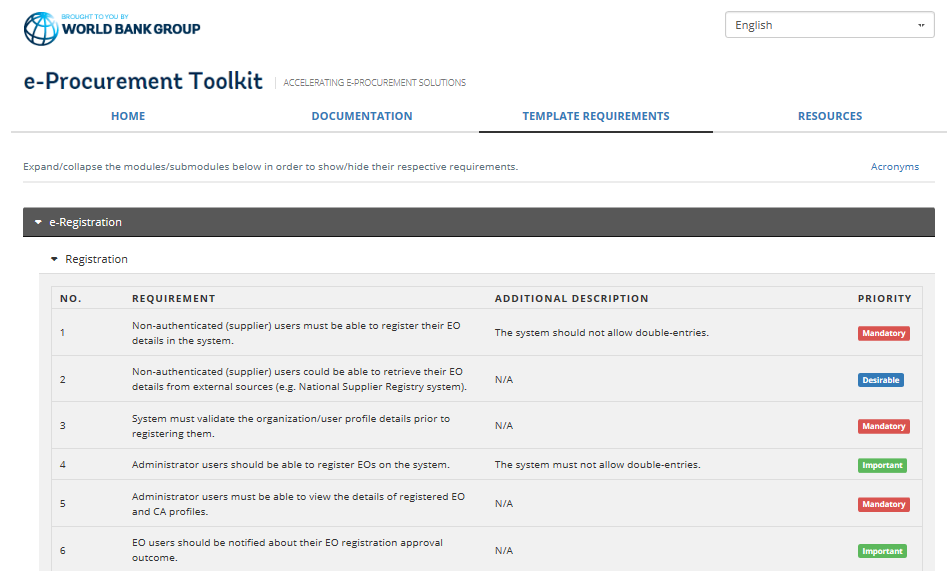 BROUGHT TO YOU BY
WORLD BANK GROUP
English
e-Procurement Toolkit
ACCELERATING E-PROCUREMENT SOLUTIONS
HOME DOCUMENTATION TEMPLATE REQUIREMENTS RESOURCES
Expand/collapse the modules/submodules below in order to show/hide their respective requirements. Acronyms
e-Registration
Registration
NO. REQUIREMENT ADDITIONAL DESCRIPTION PRIORITY
1 Non-authenticated (supplier) users must be able to register their EO
details in the system. The system should not allow double-entries. Mandatory
2 Non-authenticated (supplier) users could be able to retrieve their EO
details from external sources (e.g. National Supplier Registry system). N/A Desirable
3 System must validate the organization/user profile details prior to
registering them. N/A Mandatory
4 Administrator users should be able to register EOs on the system. The system must not allow double-entries. Important
5 Administrator users must be able to view the details of registered EO
and CA profiles. N/A Mandatory
6 EO users should be notified about their EO registration approval
outcome. N/A Important